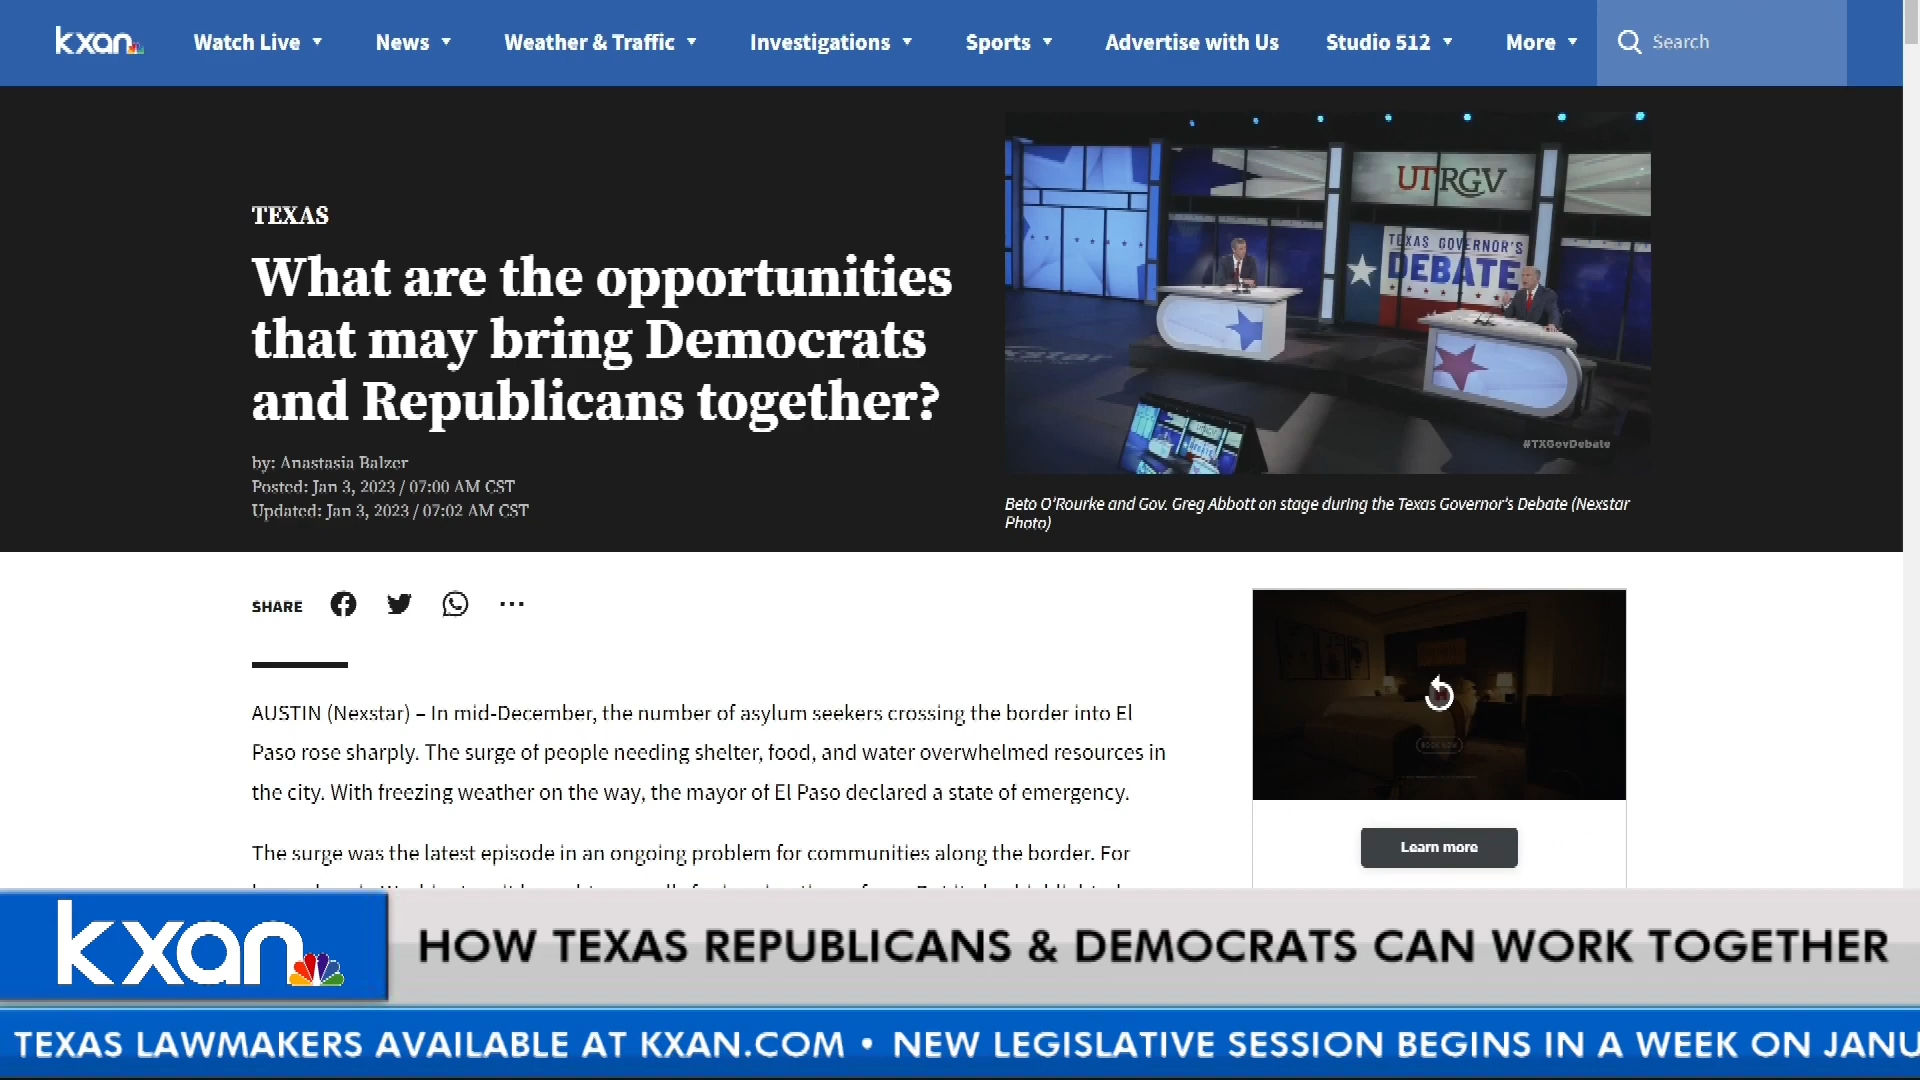 kxan
Watch Live
News
Weather & Traffic
Investigations
Sports
Advertise with Us
Studio 512
More
Search
TEXAS
What are the opportunities
that may bring Democrats
and Republicans together?
by: Anastasia Balzer
Posted: Jan 3, 2023 / 07:00 AM CST
Updated: Jan 3, 2023 / 07:02 AM CST
UTRGV
TEXAS GOVERNOR'S
DEBATE
#TXGovDebate
Beto O'Rourke and Gov. Greg Abbott on stage during the Texas Governor's Debate (Nexstar
Photo)
SHARE
AUSTIN (Nexstar) – In mid-December, the number of asylum seekers crossing the border into El
Paso rose sharply. The surge of people needing shelter, food, and water overwhelmed resources in
the city. With freezing weather on the way, the mayor of El Paso declared a state of emergency.
The surge was the latest episode in an ongoing problem for communities along the border. For
BOOK NOW
Learn more
kxan
HOW TEXAS REPUBLICANS & DEMOCRATS CAN WORK TOGETHER
TEXAS LAWMAKERS AVAILABLE AT KXAN.COM • NEW LEGISLATIVE SESSION BEGINS IN A WEEK ON JANU